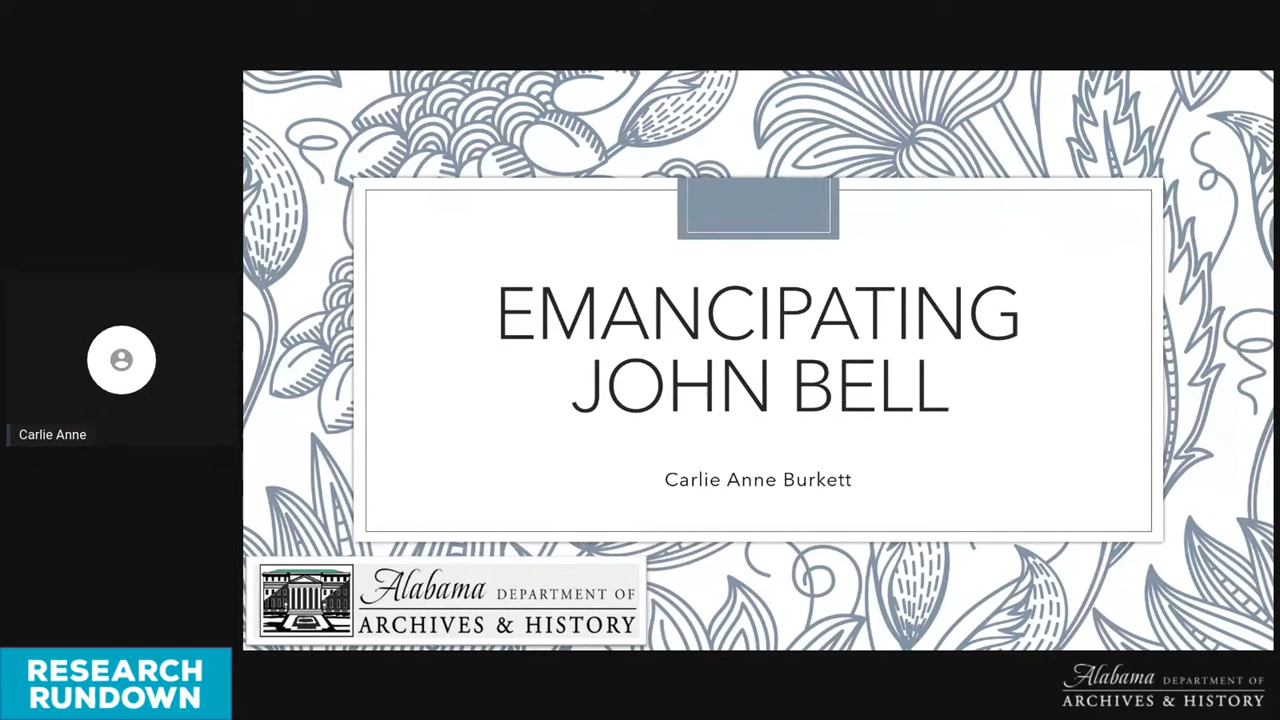 EMANCIPATING
JOHN BELL
Carlie Anne Burkett
Carlie Anne
Alabama DEPARTMENT OF
ARCHIVES & HISTORY
RESEARCH
RUNDOWN
Alabama DEPARTMENT OF
ARCHIVES & HISTORY